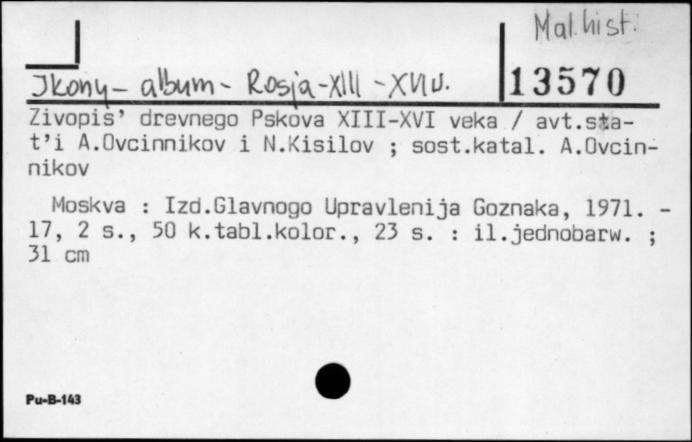 Mal. hist.
Ikony - album - Rosja - XIII - XVI w.
13570
Zivopis' drevnego Pskova XIII-XVI veka / avt.sta-
t'i A.Ovcinnikov i N.Kisilov ; sost.katal. A.Ovcin-
nikov
Moskva : Izd.Glavnogo Upravlenija Goznaka, 1971. -
17, 2 s., 50 k.tabl.kolor., 23 s. : il.jednobarw. ;
31 cm
Pu-B-143